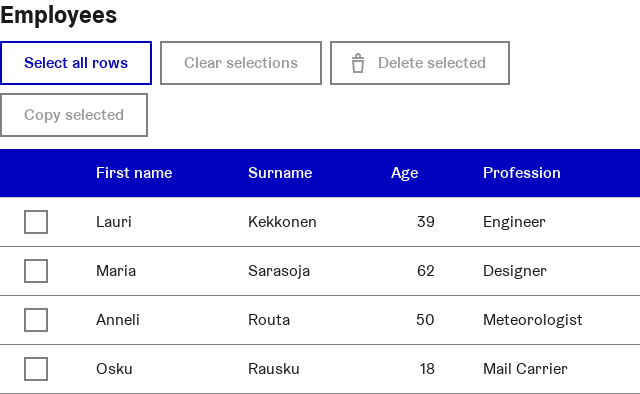 Employees
Select all rows Clear selections Delete selected
Copy selected
First name Surname Age Profession
Lauri Kekkonen 39 Engineer
Maria Sarasoja 62 Designer
Anneli Routa 50 Meteorologist
Osku Rausku 18 Mail Carrier